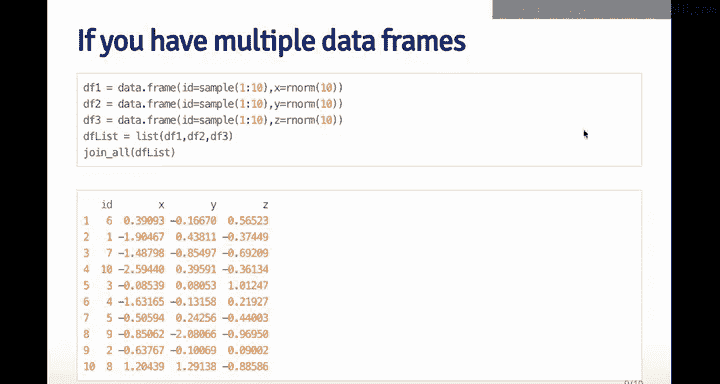 If you have multiple data frames
df1 = data.frame(id=sample(1:10),x=rnorm(10))
df2 = data.frame(id=sample(1:10),y=rnorm(10))
df3 = data.frame(id=sample(1:10),z=rnorm(10))
dfList = list(df1,df2,df3)
join_all(dfList)
id x y z
1 6 0.39093 -0.16670 0.56523
2 1 -1.90467 0.43811 -0.37449
3 7 -1.48798 -0.85497 -0.69209
4 10 -2.59440 0.39591 -0.36134
5 3 -0.08539 0.08053 1.01247
6 4 -1.63165 -0.13158 0.21927
7 5 -0.50594 0.24256 -0.44003
8 9 -0.85062 -2.08066 -0.96950
9 2 -0.63767 -0.10069 0.09002
10 8 1.20439 1.29138 -0.88586